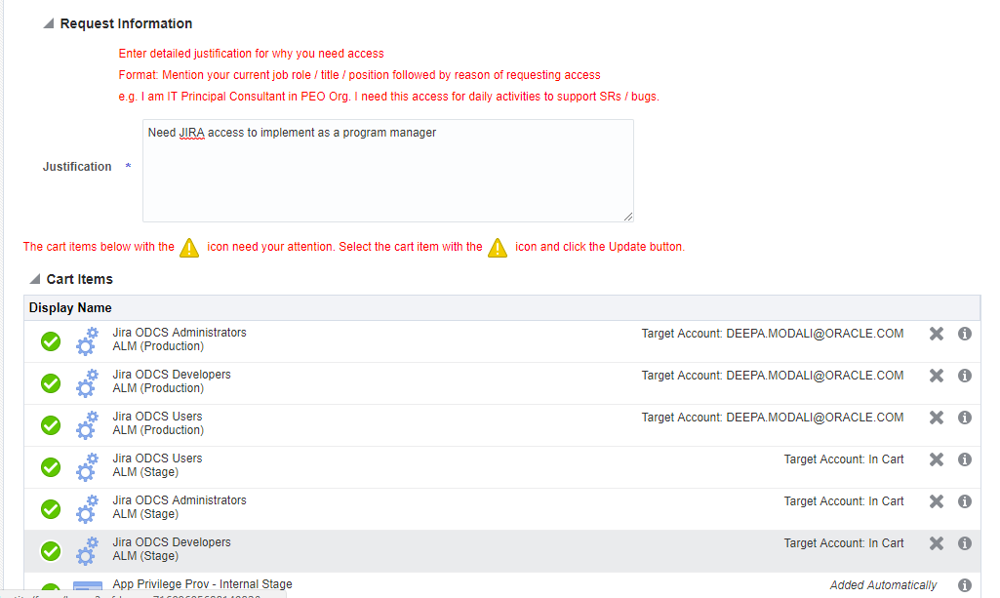 Request Information
Enter detailed justification for why you need access
Format: Mention your current job role / title / position followed by reason of requesting access
e.g. I am IT Principal Consultant in PEO Org. I need this access for daily activities to support SRs / bugs.
Need JIRA access to implement as a program manager
Justification *
The cart items below with the icon need your attention. Select the cart item with the icon and click the Update button.
Cart Items
Display Name
Jira ODCS Administrators
ALM (Production)
Target Account: DEEPA.MODALI@ORACLE.COM
Jira ODCS Developers
ALM (Production)
Target Account: DEEPA.MODALI@ORACLE.COM
Jira ODCS Users
ALM (Production)
Target Account: DEEPA.MODALI@ORACLE.COM
Jira ODCS Users
ALM (Stage)
Target Account: In Cart
Jira ODCS Administrators
ALM (Stage)
Target Account: In Cart
Jira ODCS Developers
ALM (Stage)
Target Account: In Cart
App Privilege Prov - Internal Stage
Added Automatically